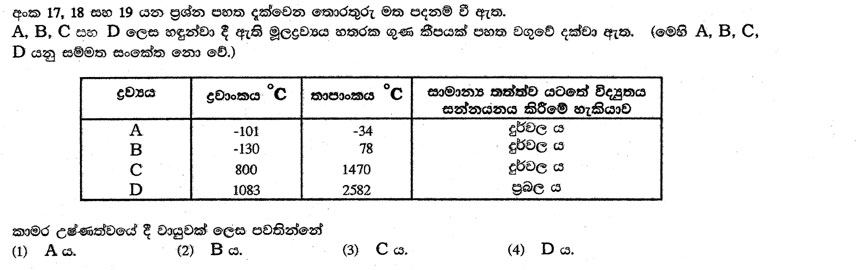 අංක 17, 18 සහ 19 යන ප්‍රශ්න පහත දැක්වෙන තොරතුරු මත පදනම් වී ඇත.
A, B, C සහ D ලෙස හඳුන්වා දී ඇති මූලද්‍රව්‍යය හතරක ගුණ කීපයක් පහත වගුවේ දක්වා ඇත. (මෙහි A, B, C,
D යනු සම්මත සංකේත නො වේ.)
ද්‍රව්‍යය ද්‍රවාංකය °C තාපාංකය °C සාමාන්‍ය තත්ත්ව යටතේ විද්‍යුතය
සන්නයනය කිරීමේ හැකියාව
A -101 -34 දුර්වල ය
B -130 78 දුර්වල ය
C 800 1470 දුර්වල ය
D 1083 2582 ප්‍රබල ය
කාමර උෂ්ණත්වයේ දී වායුවක් ලෙස පවතින්නේ
(1) A ය. (2) B ය. (3) C ය. (4) D ය.